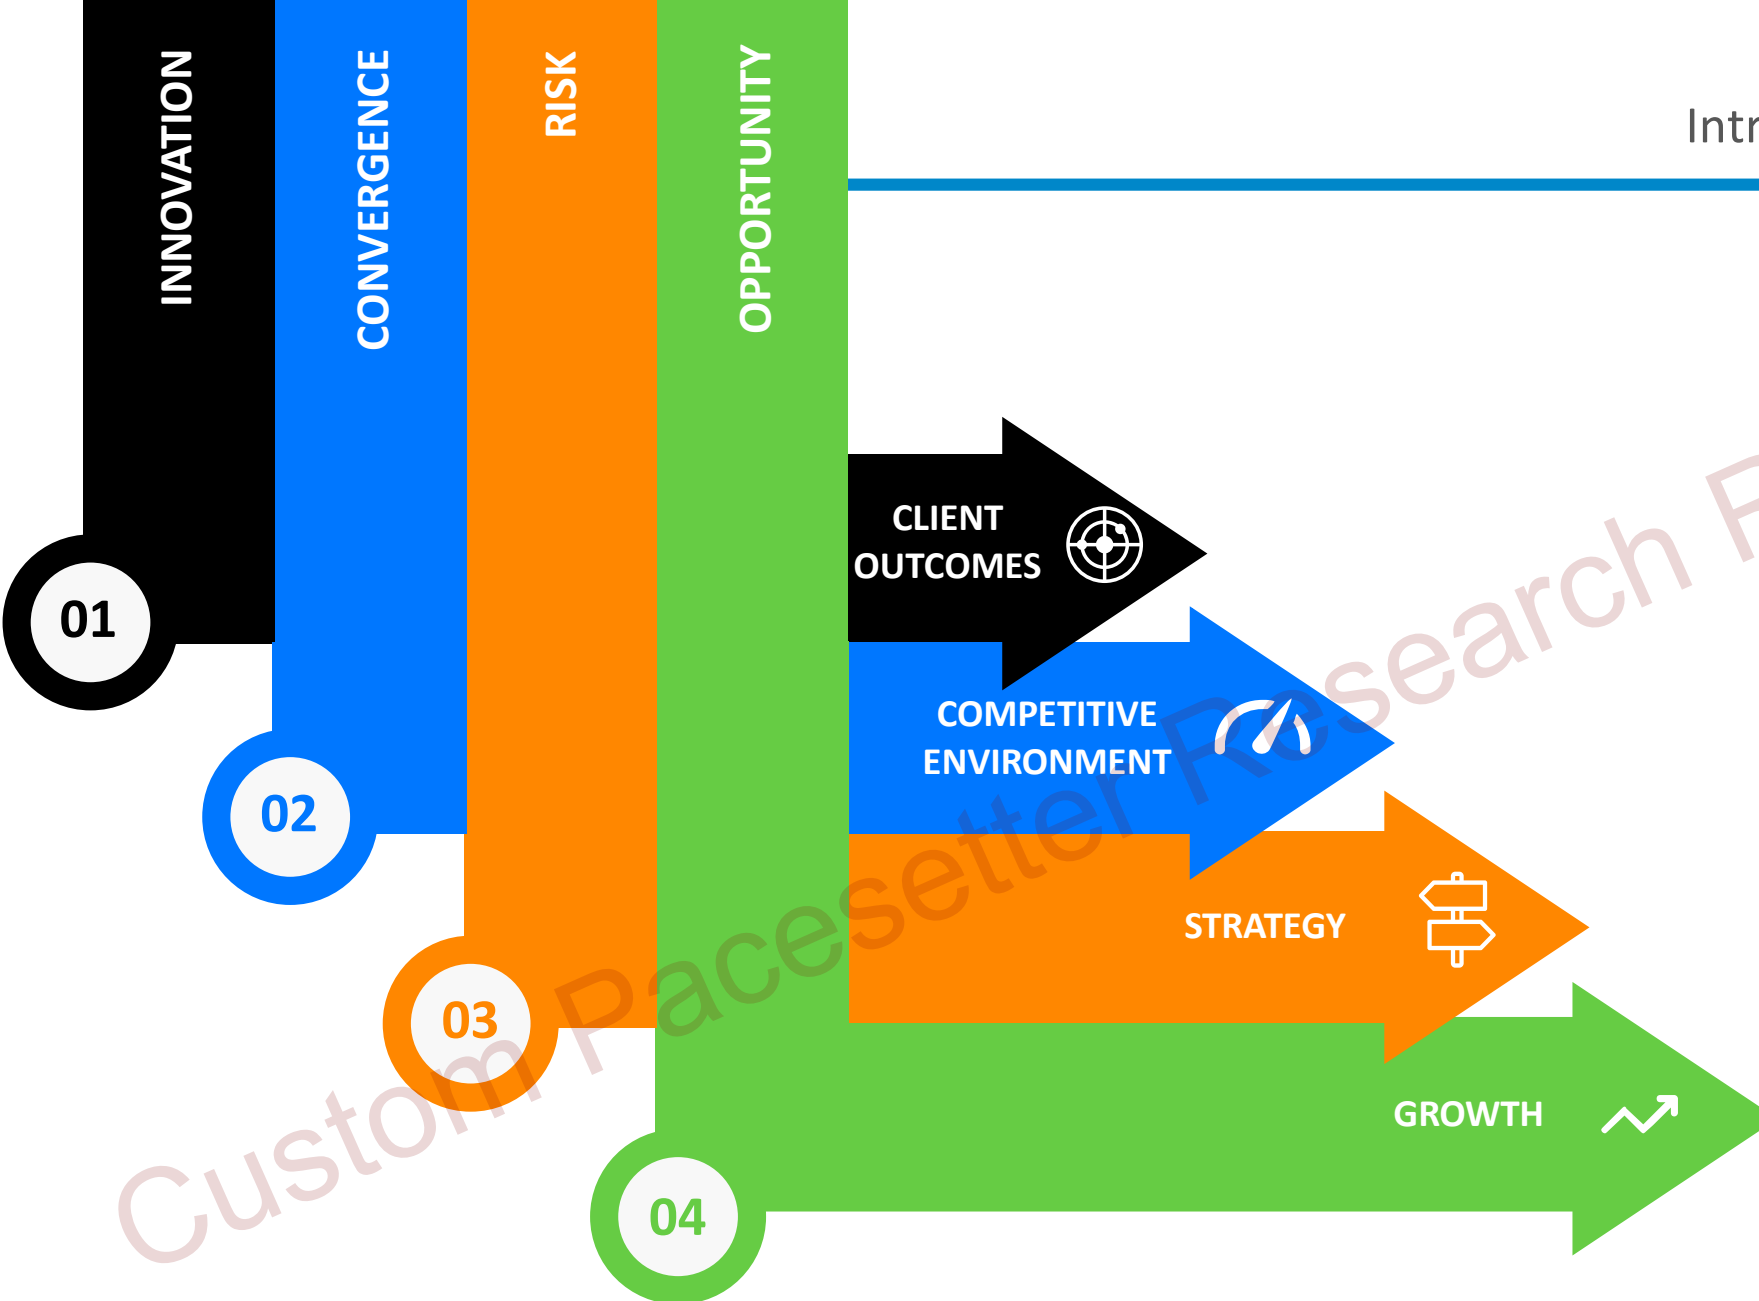 INNOVATION
CONVERGENCE
RISK
OPPORTUNITY
Intr
CLIENT
OUTCOMES
COMPETITIVE
ENVIRONMENT
STRATEGY
GROWTH
01
02
03
04
Custom Pacesetter Research